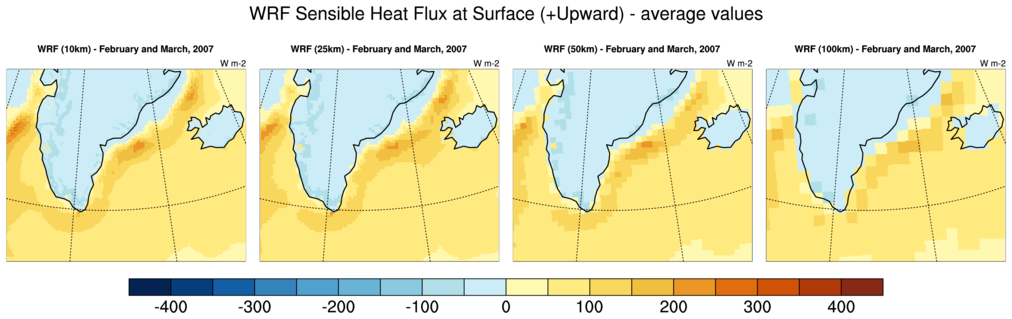 WRF Sensible Heat Flux at Surface (+Upward) - average values
WRF (10km) - February and March, 2007
W m-2
WRF (25km) - February and March, 2007
W m-2
WRF (50km) - February and March, 2007
W m-2
WRF (100km) - February and March, 2007
W m-2
-400 -300 -200 -100 0 100 200 300 400